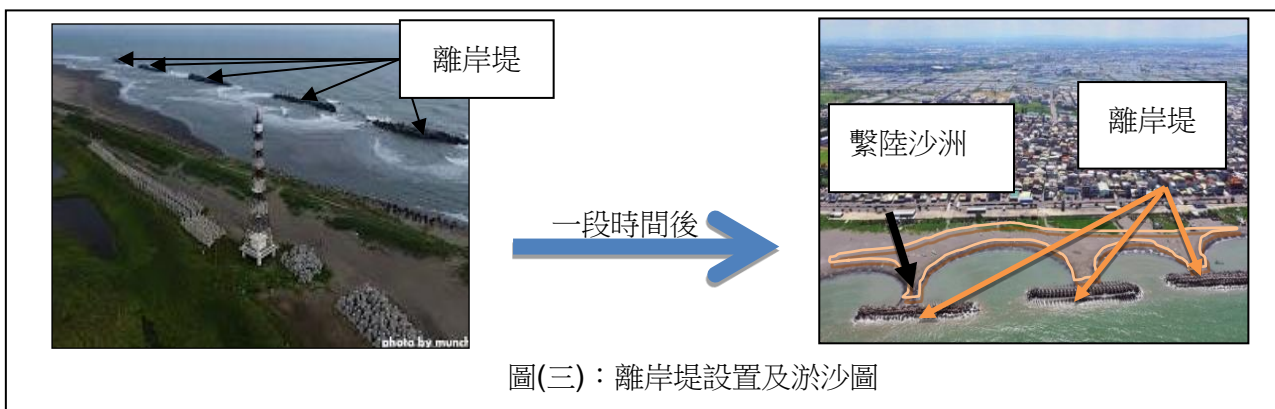 離岸堤
photo by munch
一段時間後
繫陸沙洲
離岸堤
圖(三)：離岸堤設置及淤沙圖